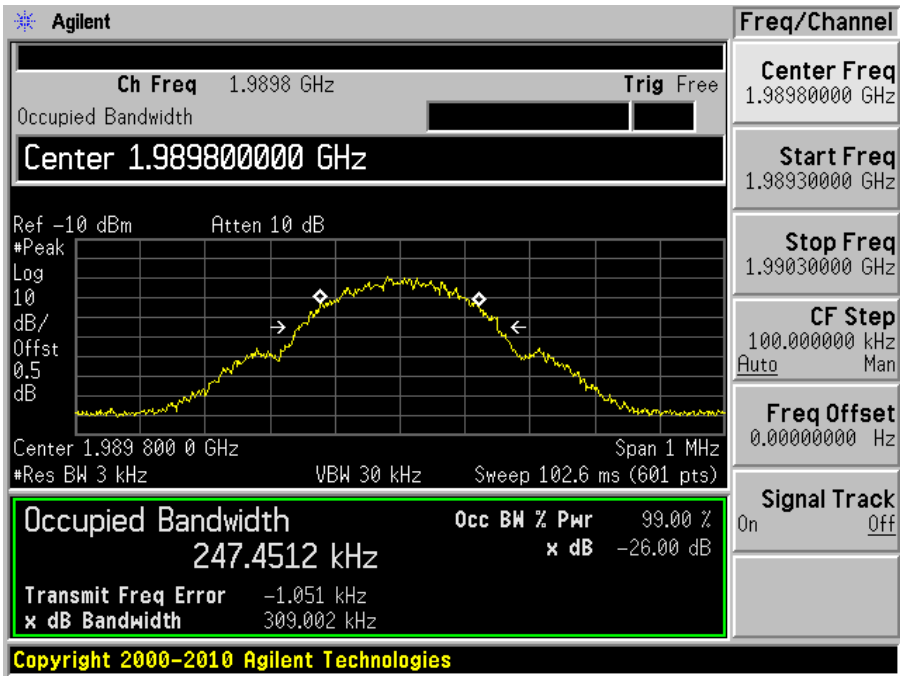 Agilent
Ch Freq 1.9898 GHz Trig Free
Occupied Bandwidth
Center 1.989800000 GHz
Ref -10 dBm Atten 10 dB
#Peak
Log
10
dB/
Offst
0.5
dB
Center 1.989 800 0 GHz Span 1 MHz
#Res BW 3 kHz VBW 30 kHz Sweep 102.6 ms (601 pts)
Occupied Bandwidth Occ BW % Pwr 99.00 %
247.4512 kHz x dB -26.00 dB
Transmit Freq Error -1.051 kHz
x dB Bandwidth 309.002 kHz
Copyright 2000-2010 Agilent Technologies
Freq/Channel
Center Freq
1.98980000 GHz
Start Freq
1.98930000 GHz
Stop Freq
1.99030000 GHz
CF Step
100.000000 kHz
Auto Man
Freq Offset
0.00000000 Hz
Signal Track
On Off